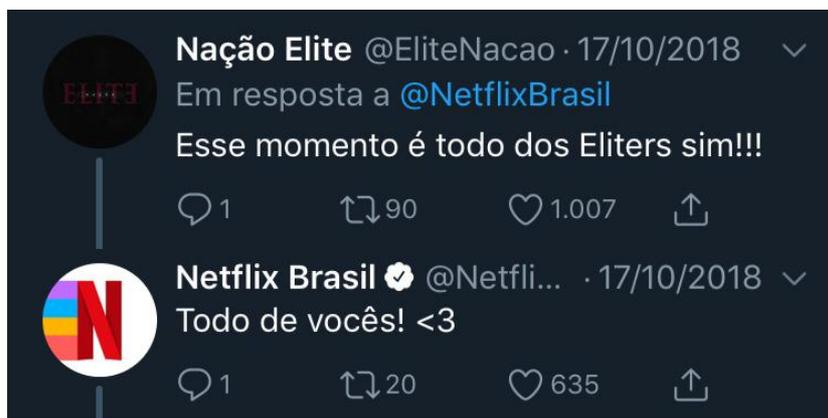 Nação Elite @EliteNacao · 17/10/2018
Em resposta a @NetflixBrasil
Esse momento é todo dos Eliters sim!!!
1 90 1.007
Netflix Brasil @Netfli... · 17/10/2018
Todo de vocês! <3
1 20 635
ELITE
N